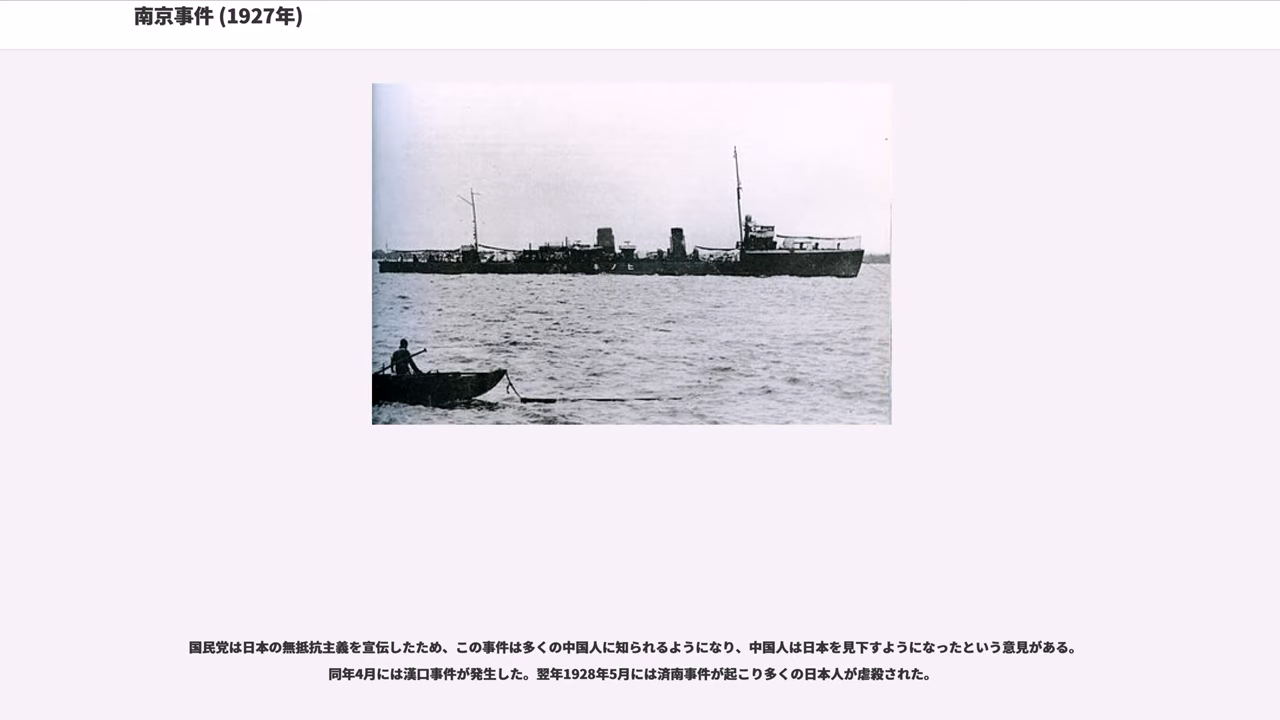 南京事件 (1927年)
ヒノキ
国民党は日本の無抵抗主義を宣伝したため、この事件は多くの中国人に知られるようになり、中国人は日本を見下すようになったという意見がある。
同年4月には漢口事件が発生した。翌年1928年5月には済南事件が起こり多くの日本人が虐殺された。